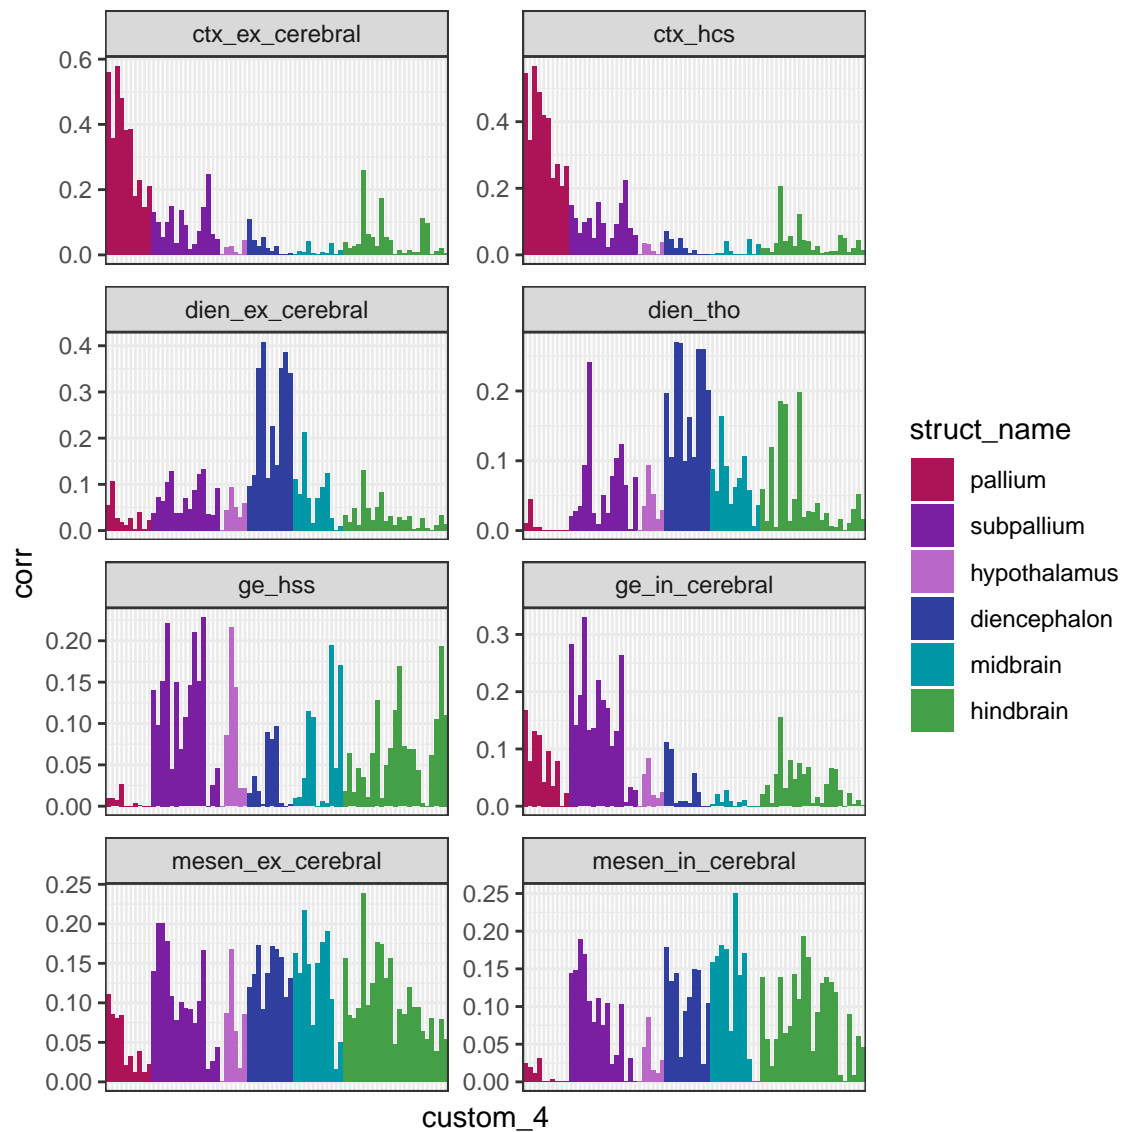 ctx_ex_cerebral
ctx_hcs
0.6
0.4
0.2
0.0
0.4
0.2
0.0
dien_ex_cerebral
dien_tho
0.4
0.3
0.2
0.1
0.0
0.2
0.1
0.0
ge_hss
ge_in_cerebral
0.20
0.15
0.10
0.05
0.00
0.3
0.2
0.1
0.0
mesen_ex_cerebral
mesen_in_cerebral
0.25
0.20
0.15
0.10
0.05
0.00
0.25
0.20
0.15
0.10
0.05
0.00
corr
custom_4
struct_name
pallium
subpallium
hypothalamus
diencephalon
midbrain
hindbrain